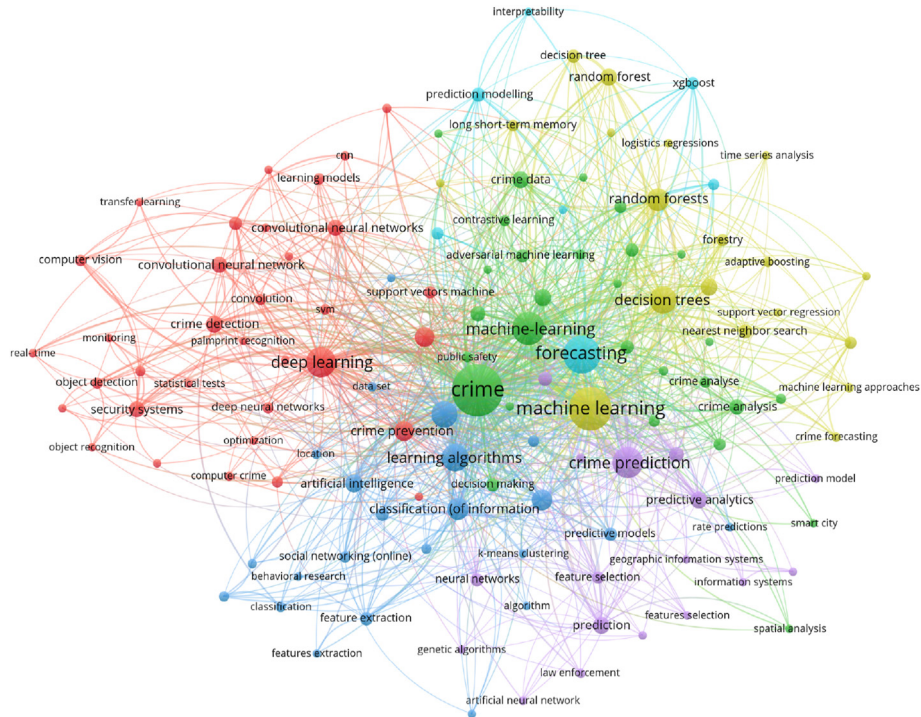 interpretability
decision tree
random forest
xgboost
prediction modelling
long short-term memory
logistics regressions
time series analysis
cnn
learning models
crime data
transfer learning
random forests
contrastive learning
convolutional neural networks
forestry
computer vision
convolutional neural network
adversarial machine learning
adaptive boosting
support vectors machine
convolution
decision trees
svm
support vector regression
crime detection
machine-learning
nearest neighbor search
monitoring
palmprint recognition
real-time
public safety
forecasting
deep learning
object detection
statistical tests
data set
crime
crime analyse
machine learning approaches
security systems
deep neural networks
machine learning
crime analysis
crime prevention
crime forecasting
object recognition
optimization
location
learning algorithms
crime prediction
computer crime
artificial intelligence
decision making
prediction model
predictive analytics
classification (of information
smart city
rate predictions
predictive models
social networking (online)
k-means clustering
geographic information systems
behavioral research
neural networks
feature selection
information systems
classification
algorithm
feature extraction
features selection
prediction
spatial analysis
features extraction
genetic algorithms
law enforcement
artificial neural network